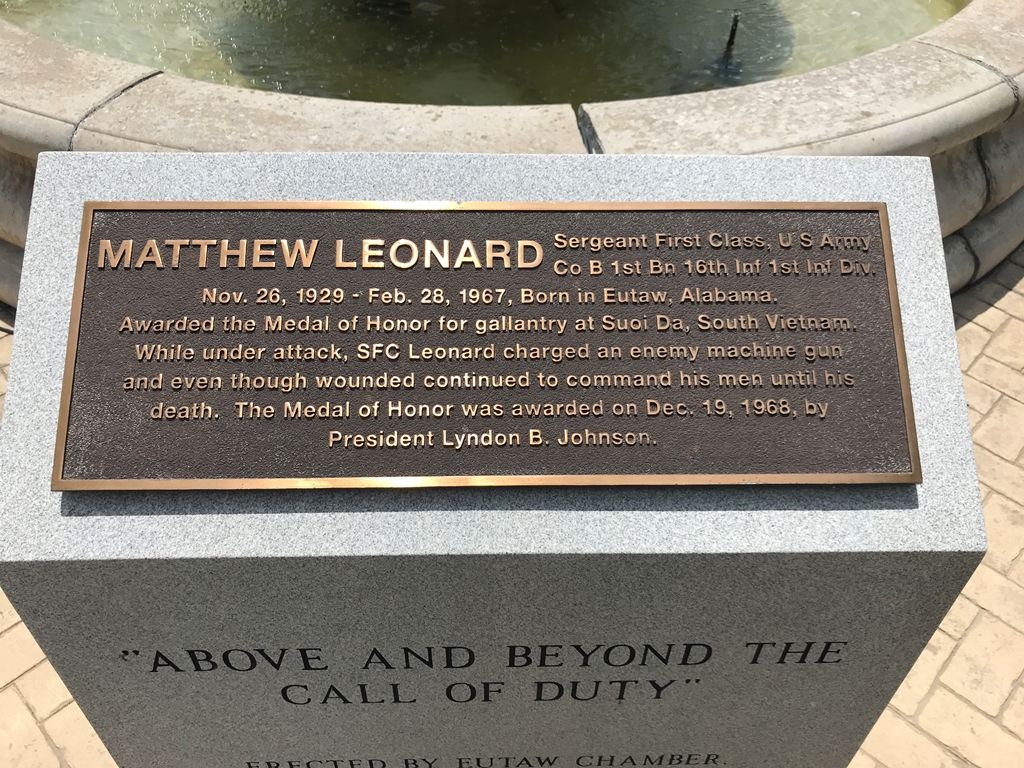 MATTHEW LEONARD
Sergeant First Class, U S Army
Co B 1st Bn 16th Inf 1st Inf Div.
Nov. 26, 1929 - Feb. 28, 1967, Born in Eutaw, Alabama.
Awarded the Medal of Honor for gallantry at Suoi Da, South Vietnam.
While under attack, SFC Leonard charged an enemy machine gun
and even though wounded continued to command his men until his
death. The Medal of Honor was awarded on Dec. 19, 1968, by
President Lyndon B. Johnson.
"ABOVE AND BEYOND THE
CALL OF DUTY"
ERECTED BY EUTAW CHAMBER.